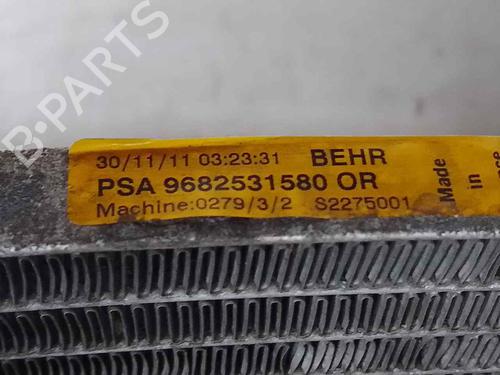 30/11/11 03:23:31 BEHR
PSA 9682531580 OR
Machine:0279/3/2 S2275001
Made
in
B-PARTS